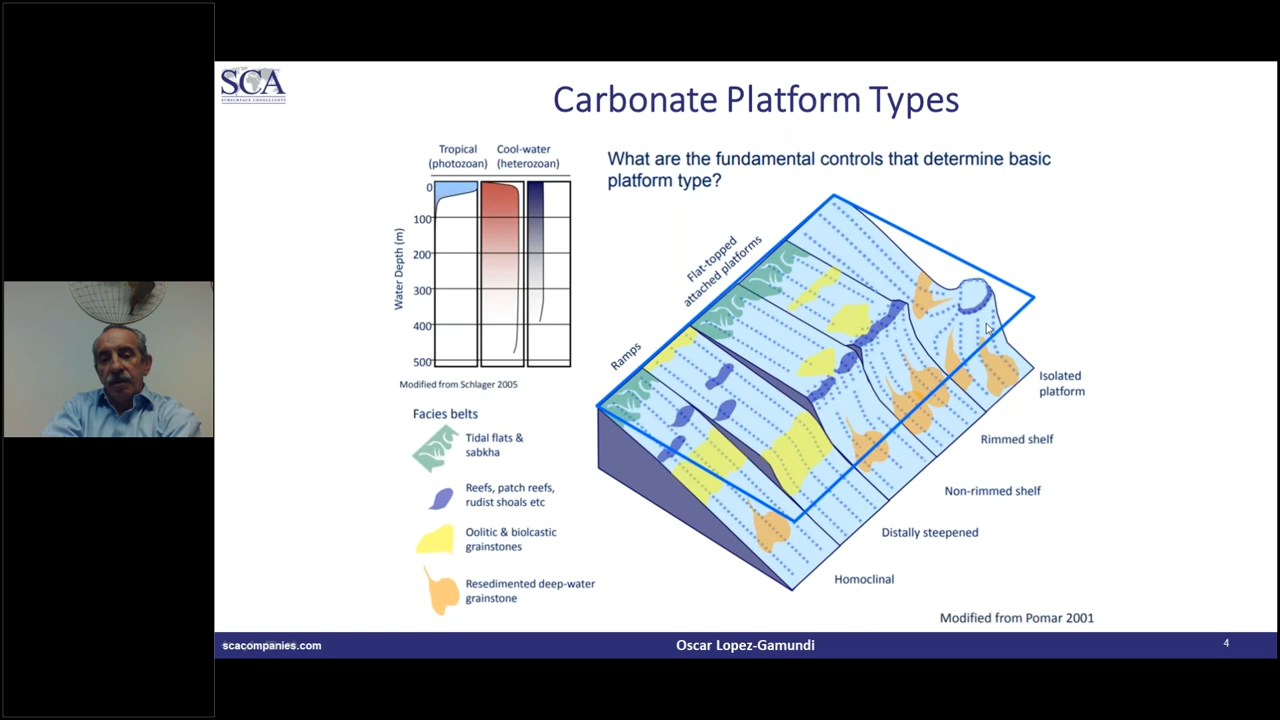 SCA
SUBSURFACE CONSULTANTS
Carbonate Platform Types
Tropical
(photozoan)
Cool-water
(heterozoan)
Water Depth (m)
0
100
200
300
400
500
Modified from Schlager 2005
Facies belts
Tidal flats &
sabkha
Reefs, patch reefs,
rudist shoals etc
Oolitic & biolcastic
grainstones
Resedimented deep-water
grainstone
What are the fundamental controls that determine basic
platform type?
Flat-topped
attached platforms
Ramps
Isolated
platform
Rimmed shelf
Non-rimmed shelf
Distally steepened
Homoclinal
Modified from Pomar 2001
scacompanies.com
Oscar Lopez-Gamundi
4